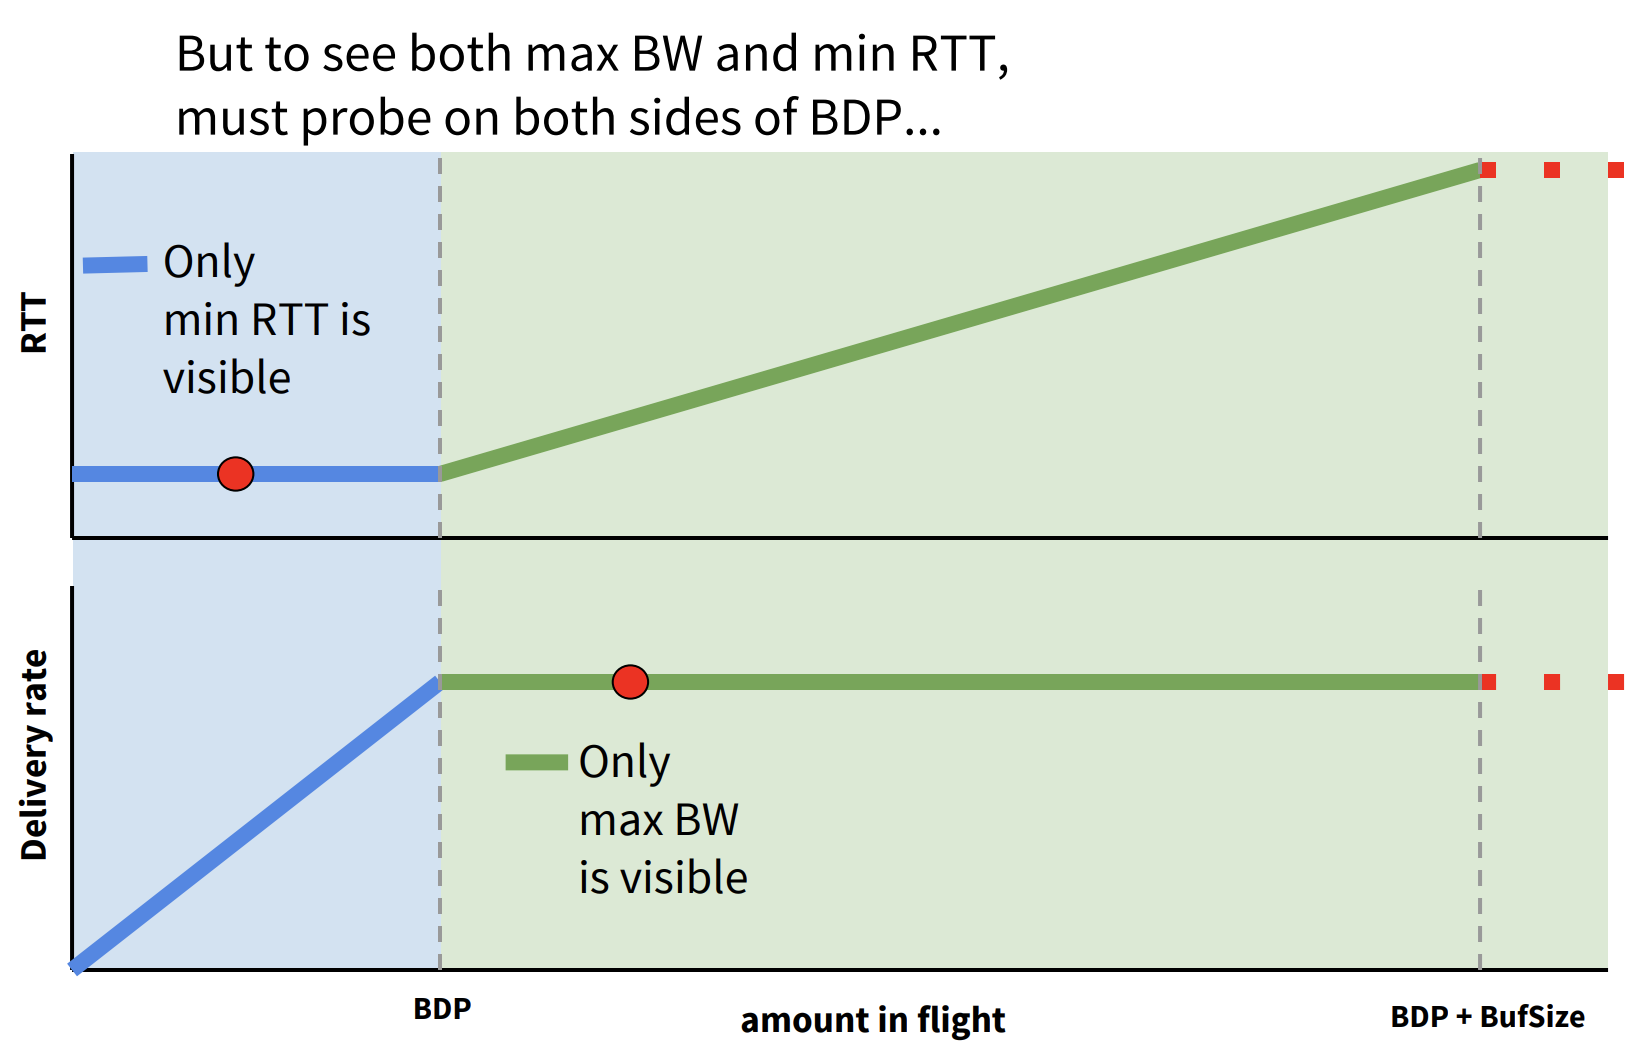 But to see both max BW and min RTT,
must probe on both sides of BDP...
RTT
Only
min RTT is
visible
Delivery rate
Only
max BW
is visible
BDP
amount in flight
BDP + BufSize